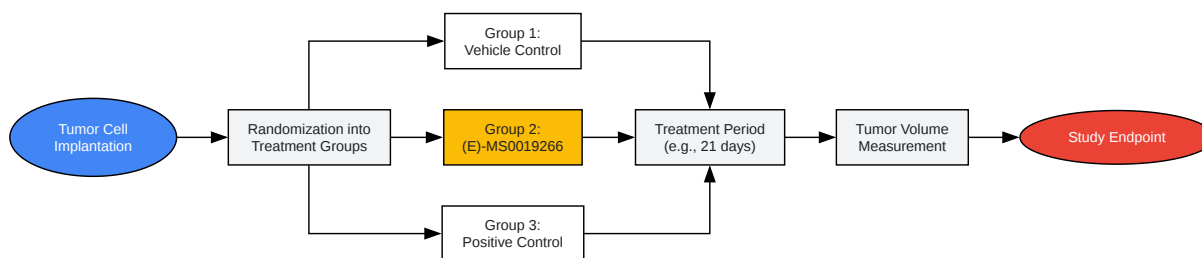 Tumor Cell
Implantation
Randomization into
Treatment Groups
Group 1:
Vehicle Control
Group 2:
(E)-MS0019266
Group 3:
Positive Control
Treatment Period
(e.g., 21 days)
Tumor Volume
Measurement
Study Endpoint